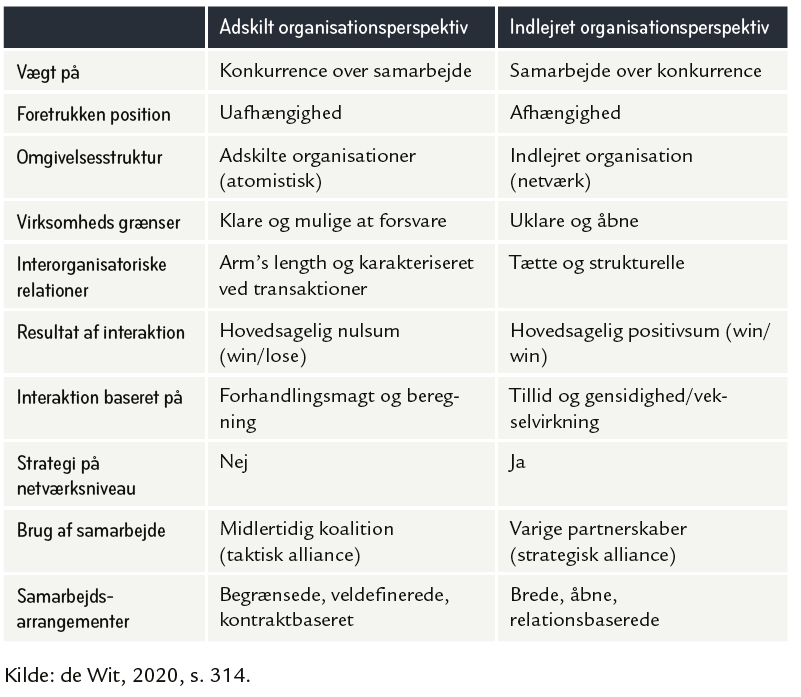 Adskilt organisationsperspektiv
Indlejret organisationsperspektiv
Vægt på
Konkurrence over samarbejde
Samarbejde over konkurrence
Foretrukken position
Uafhængighed
Afhængighed
Omgivelsesstruktur
Adskilte organisationer
(atomistisk)
Indlejret organisation
(netværk)
Virksomheds grænser
Klare og mulige at forsvare
Uklare og åbne
Interorganisatoriske
relationer
Arm's length og karakteriseret
ved transaktioner
Tætte og strukturelle
Resultat af interaktion
Hovedsagelig nulsum
(win/lose)
Hovedsagelig positivsum (win/
win)
Interaktion baseret på
Forhandlingsmagt og bereg-
ning
Tillid og gensidighed/vek-
selvirkning
Strategi på
netværksniveau
Nej
Ja
Brug af samarbejde
Midlertidig koalition
(taktisk alliance)
Varige partnerskaber
(strategisk alliance)
Samarbejds-
arrangementer
Begrænsede, veldefinerede,
kontraktbaseret
Brede, åbne,
relationsbaserede
Kilde: de Wit, 2020, s. 314.